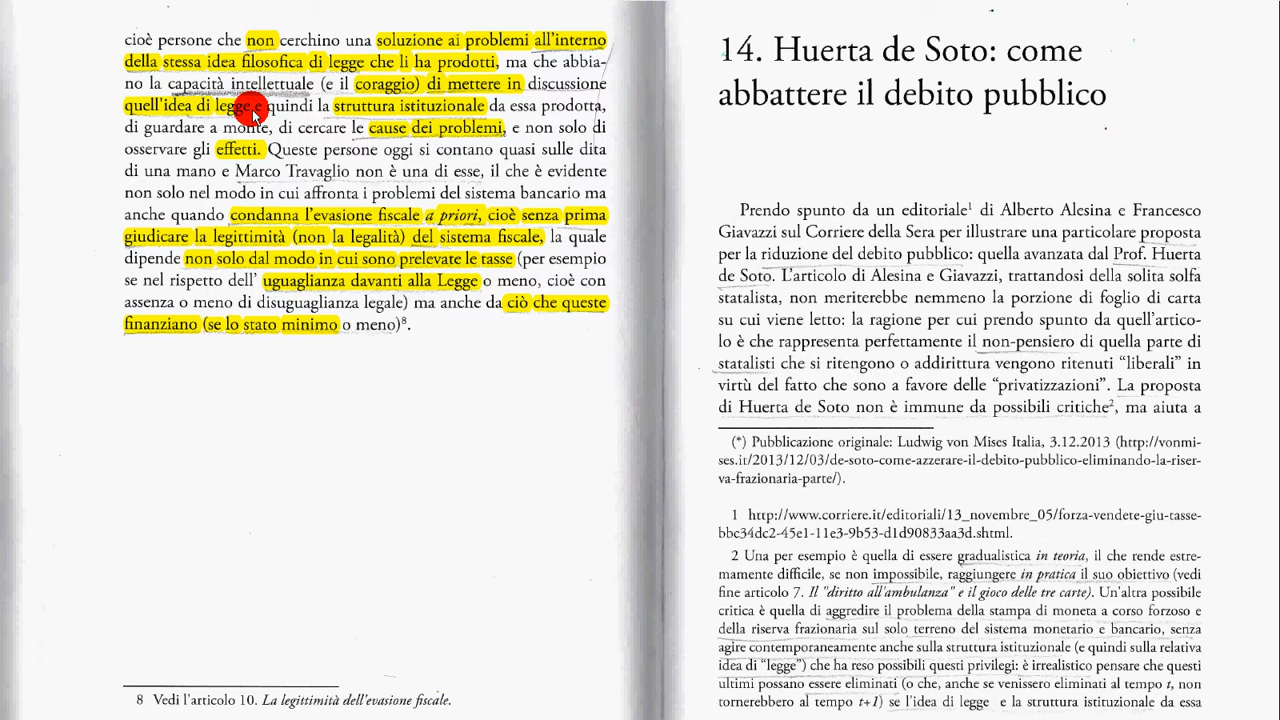 cioè persone che non cerchino una soluzione ai problemi all'interno
della stessa idea filosofica di legge che li ha prodotti, ma che abbia-
no la capacità intellettuale (e il coraggio) di mettere in discussione
quell'idea di legge e quindi la struttura istituzionale da essa prodotta,
di guardare a monte, di cercare le cause dei problemi, e non solo di
osservare gli effetti. Queste persone oggi si contano quasi sulle dita
di una mano e Marco Travaglio non è una di esse, il che è evidente
non solo nel modo in cui affronta i problemi del sistema bancario ma
anche quando condanna l'evasione fiscale a priori, cioè senza prima
giudicare la legittimità (non la legalità) del sistema fiscale, la quale
dipende non solo dal modo in cui sono prelevate le tasse (per esempio
se nel rispetto dell' uguaglianza davanti alla Legge o meno, cioè con
assenza o meno di disuguaglianza legale) ma anche da ciò che queste
finanziano (se lo stato minimo o meno)⁸.
8 Vedi l'articolo 10. La legittimità dell'evasione fiscale.
14. Huerta de Soto: come
abbattere il debito pubblico
Prendo spunto da un editoriale¹ di Alberto Alesina e Francesco
Giavazzi sul Corriere della Sera per illustrare una particolare proposta
per la riduzione del debito pubblico: quella avanzata dal Prof. Huerta
de Soto. L'articolo di Alesina e Giavazzi, trattandosi della solita solfa
statalista, non meriterebbe nemmeno la porzione di foglio di carta
su cui viene letto: la ragione per cui prendo spunto da quell'artico-
lo è che rappresenta perfettamente il non-pensiero di quella parte di
statalisti che si ritengono o addirittura vengono ritenuti "liberali" in
virtù del fatto che sono a favore delle "privatizzazioni". La proposta
di Huerta de Soto non è immune da possibili critiche², ma aiuta a
(*) Pubblicazione originale: Ludwig von Mises Italia, 3.12.2013 (http://vonmi-
ses.it/2013/12/03/de-soto-come-azzerare-il-debito-pubblico-eliminando-la-riser-
va-frazionaria-parte/).
1 http://www.corriere.it/editoriali/13_novembre_05/forza-vendete-giu-tasse-
bbc34dc2-45e1-11e3-9b53-d1d90833aa3d.shtml.
2 Una per esempio è quella di essere gradualistica in teoria, il che rende estre-
mamente difficile, se non impossibile, raggiungere in pratica il suo obiettivo (vedi
fine articolo 7. Il "diritto all'ambulanza" e il gioco delle tre carte). Un'altra possibile
critica è quella di aggredire il problema della stampa di moneta a corso forzoso e
della riserva frazionaria sul solo terreno del sistema monetario e bancario, senza
agire contemporaneamente anche sulla struttura istituzionale (e quindi sulla relativa
idea di "legge") che ha reso possibili questi privilegi: è irrealistico pensare che questi
ultimi possano essere eliminati (o che, anche se venissero eliminati al tempo t, non
tornerebbero al tempo t+1) se l'idea di legge e la struttura istituzionale da essa